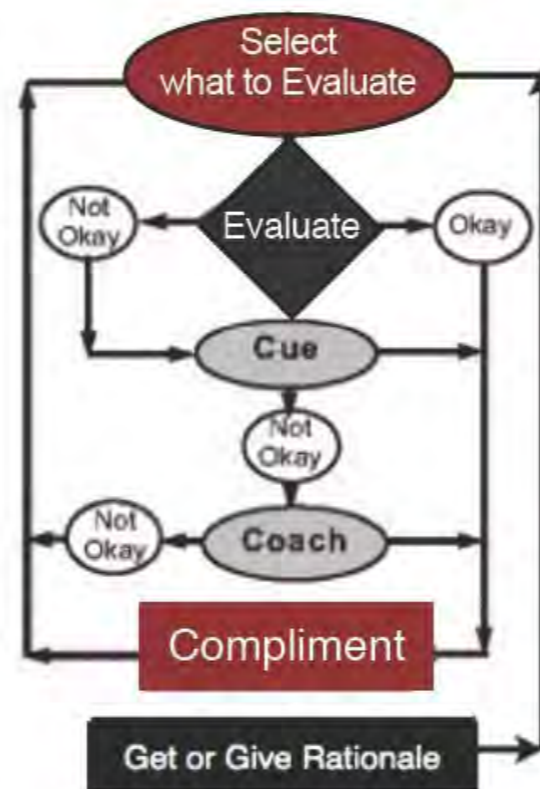 Select
what to Evaluate
Not
Okay
Evaluate
Okay
Cue
Not
Okay
Not
Okay
Coach
Compliment
Get or Give Rationale